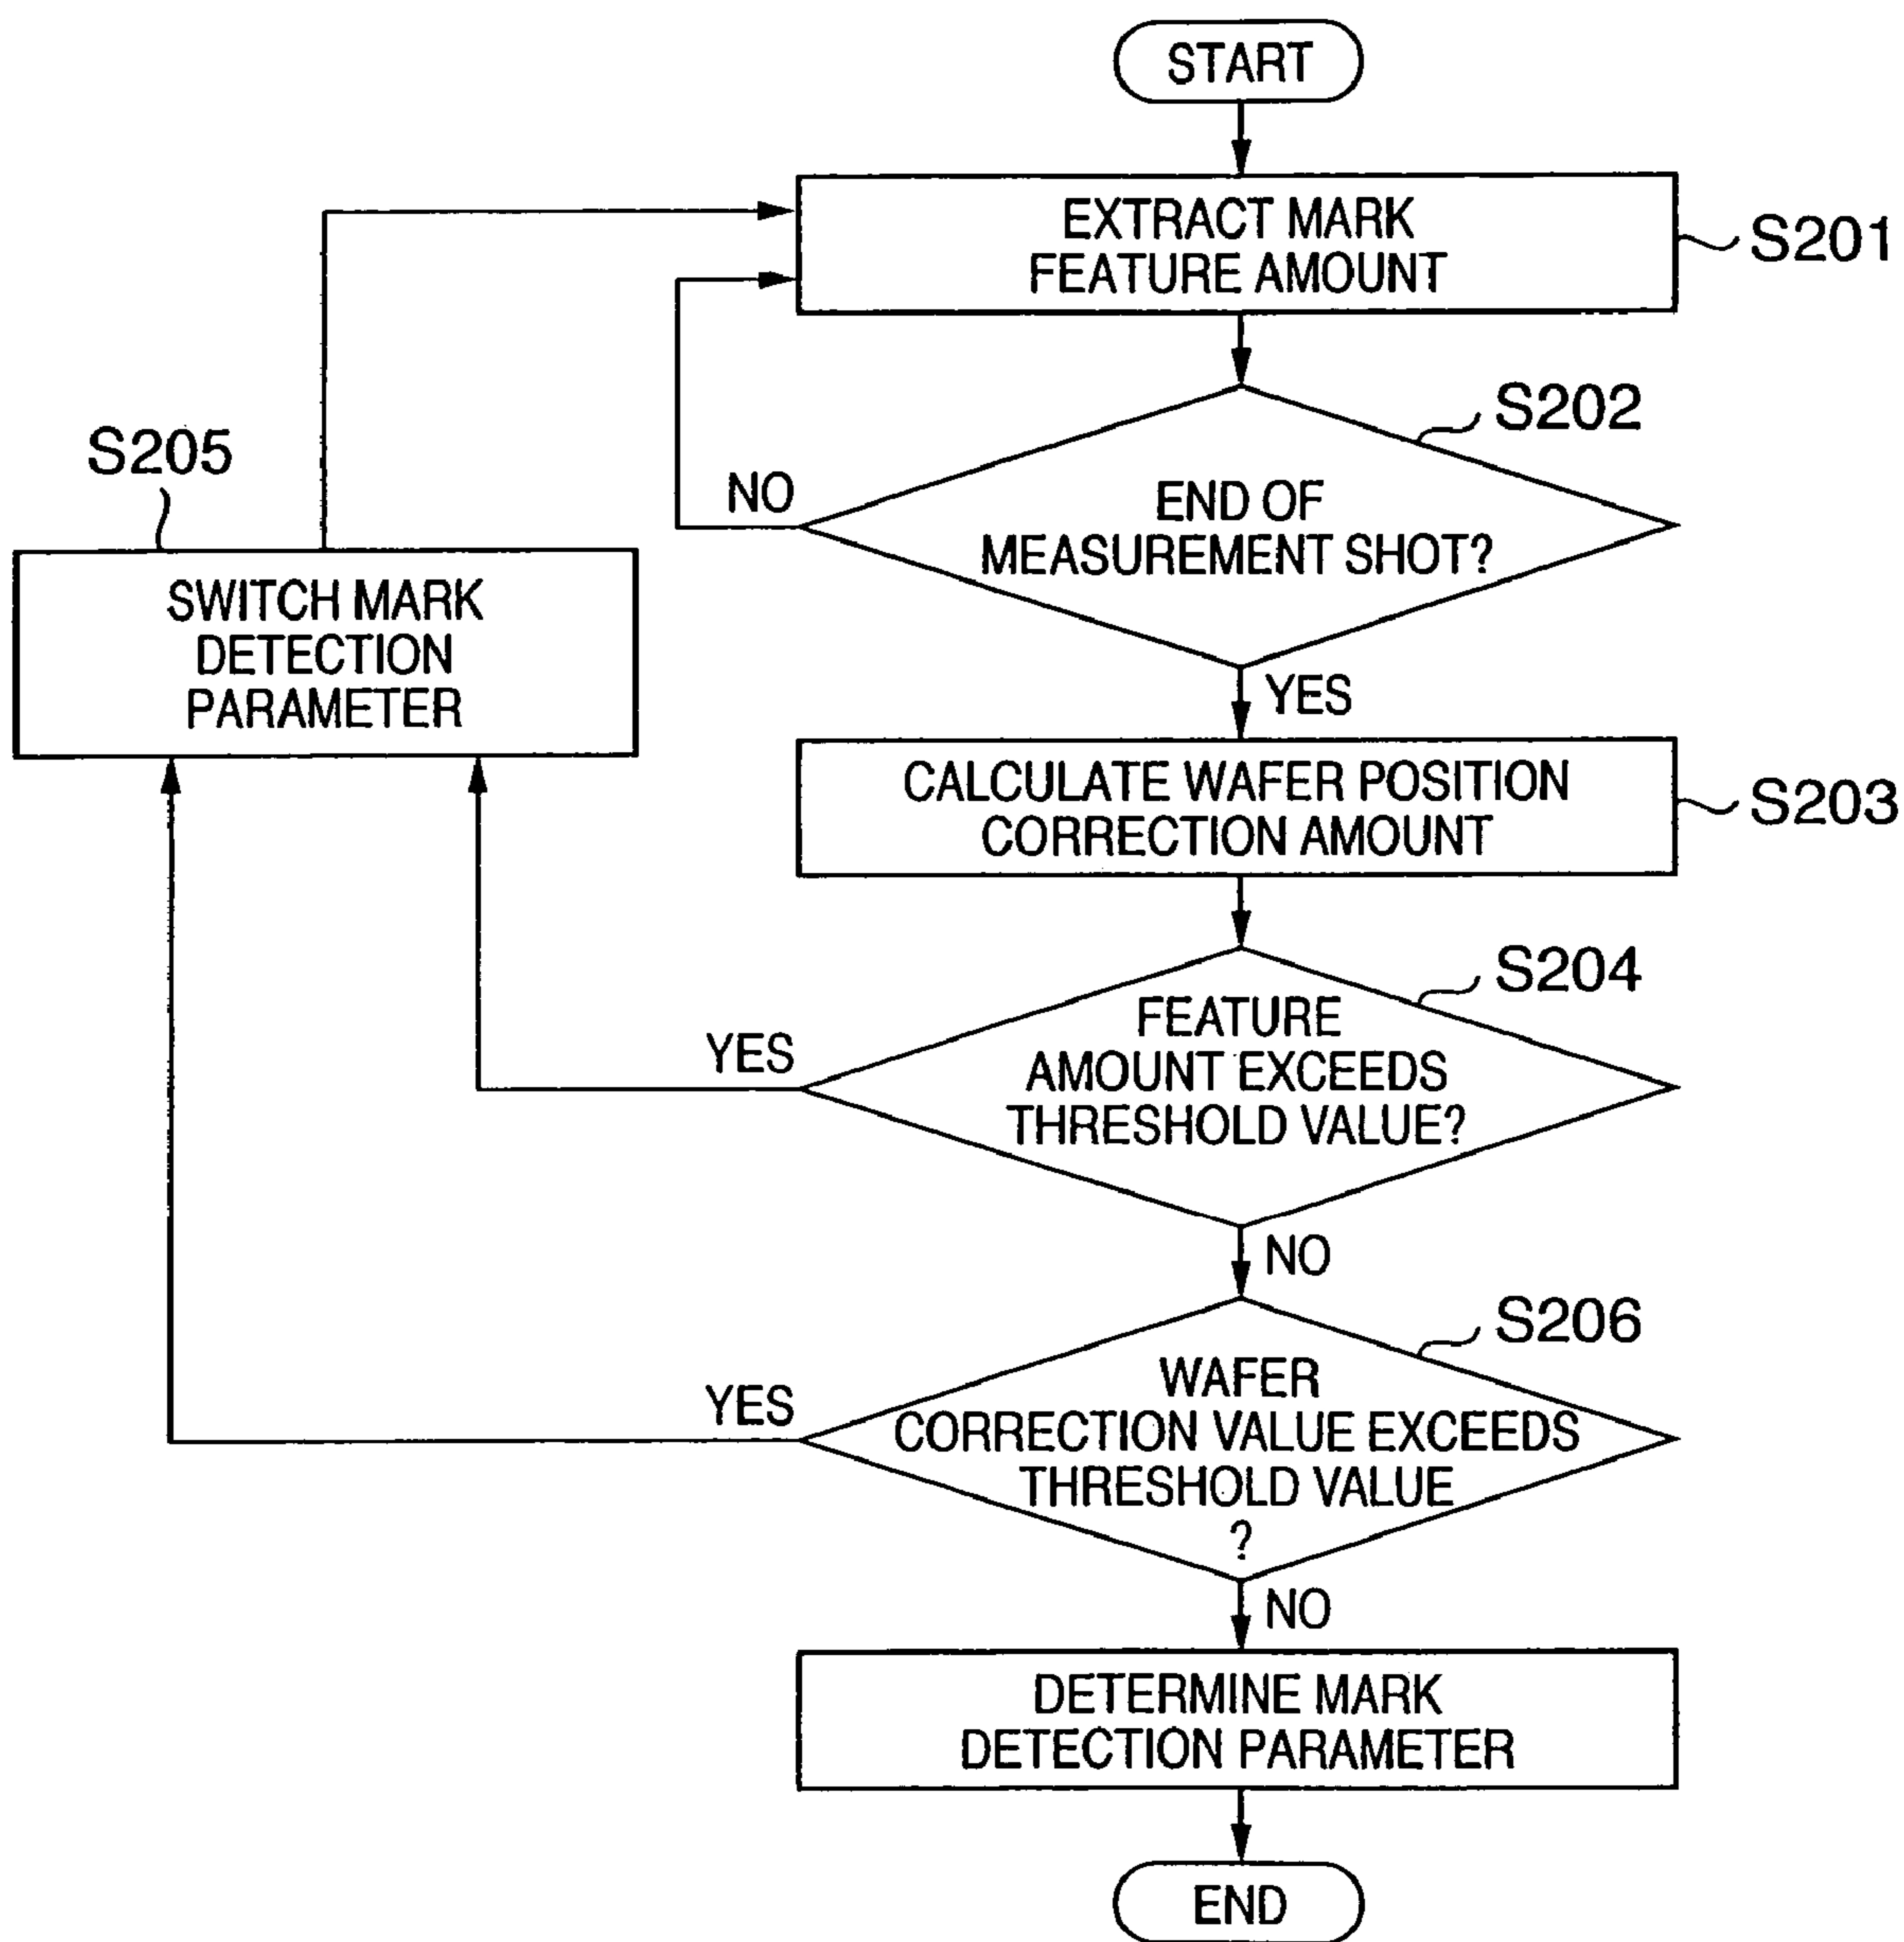 START
EXTRACT MARK
FEATURE AMOUNT
S201
S202
END OF
MEASUREMENT SHOT?
NO
YES
S205
SWITCH MARK
DETECTION
PARAMETER
CALCULATE WAFER POSITION
CORRECTION AMOUNT
S203
S204
FEATURE
AMOUNT EXCEEDS
THRESHOLD VALUE?
YES
NO
S206
WAFER
CORRECTION VALUE EXCEEDS
THRESHOLD VALUE
?
YES
NO
DETERMINE MARK
DETECTION PARAMETER
END